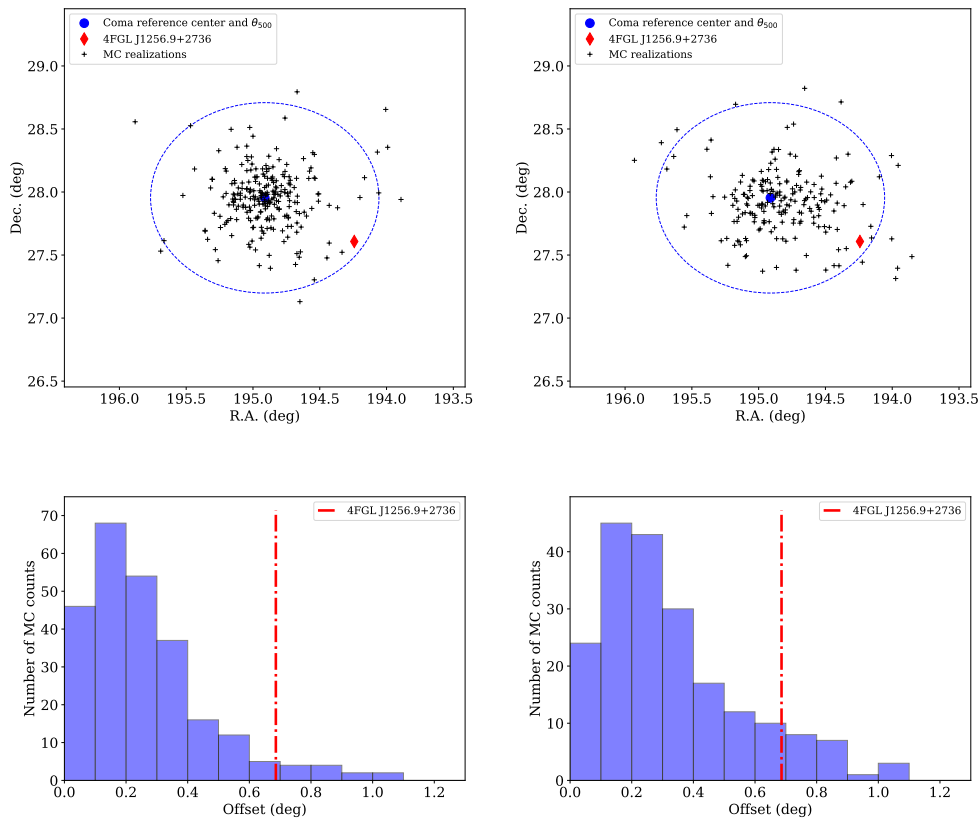 Coma reference center and θ500
4FGL J1256.9+2736
MC realizations
29.0
28.5
28.0
27.5
27.0
26.5
Dec. (deg)
196.0 195.5 195.0 194.5 194.0 193.5
R.A. (deg)
Coma reference center and θ500
4FGL J1256.9+2736
MC realizations
29.0
28.5
28.0
27.5
27.0
26.5
Dec. (deg)
196.0 195.5 195.0 194.5 194.0 193.5
R.A. (deg)
4FGL J1256.9+2736
70
60
50
40
30
20
10
0
Number of MC counts
0.0 0.2 0.4 0.6 0.8 1.0 1.2
Offset (deg)
4FGL J1256.9+2736
40
30
20
10
0
Number of MC counts
0.0 0.2 0.4 0.6 0.8 1.0 1.2
Offset (deg)